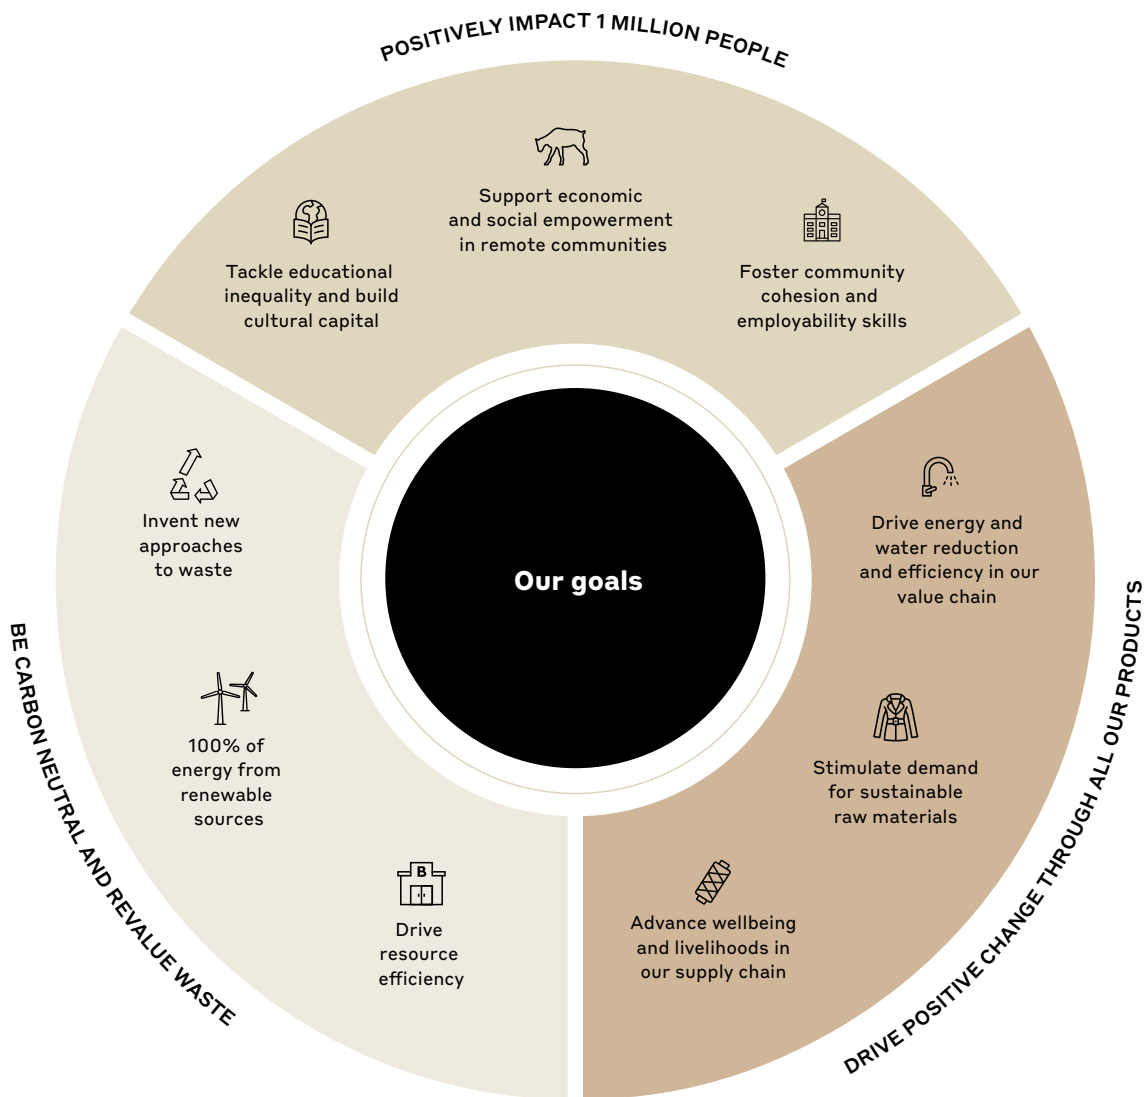 POSITIVELY IMPACT 1 MILLION PEOPLE
Support economic
and social empowerment
in remote communities
Tackle educational
inequality and build
cultural capital
Foster community
cohesion and
employability skills
Our goals
Invent new
approaches
to waste
100% of
energy from
renewable
sources
B
Drive
resource
efficiency
BE CARBON NEUTRAL AND REVALUE WASTE
Drive energy and
water reduction
and efficiency in our
value chain
Stimulate demand
for sustainable
raw materials
Advance wellbeing
and livelihoods in
our supply chain
DRIVE POSITIVE CHANGE THROUGH ALL OUR PRODUCTS